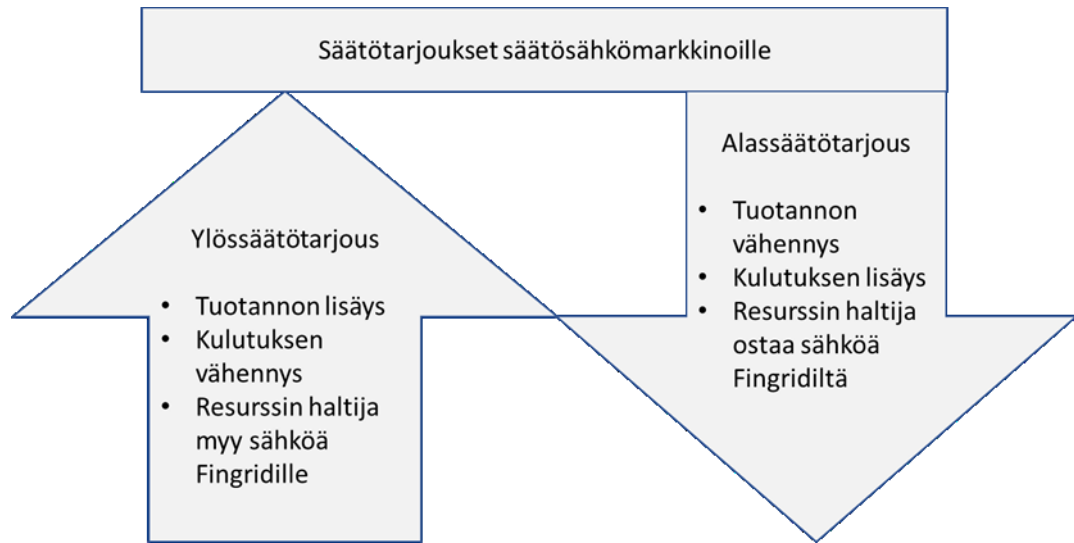 Säätötarjoukset säätösähkömarkkinoille
Ylössäätötarjous
• Tuotannon lisäys
• Kulutuksen
vähennys
• Resurssin haltija
myy sähköä
Fingridille
Alassäätötarjous
• Tuotannon
vähennys
• Kulutuksen lisäys
• Resurssin haltija
ostaa sähköä
Fingridiltä